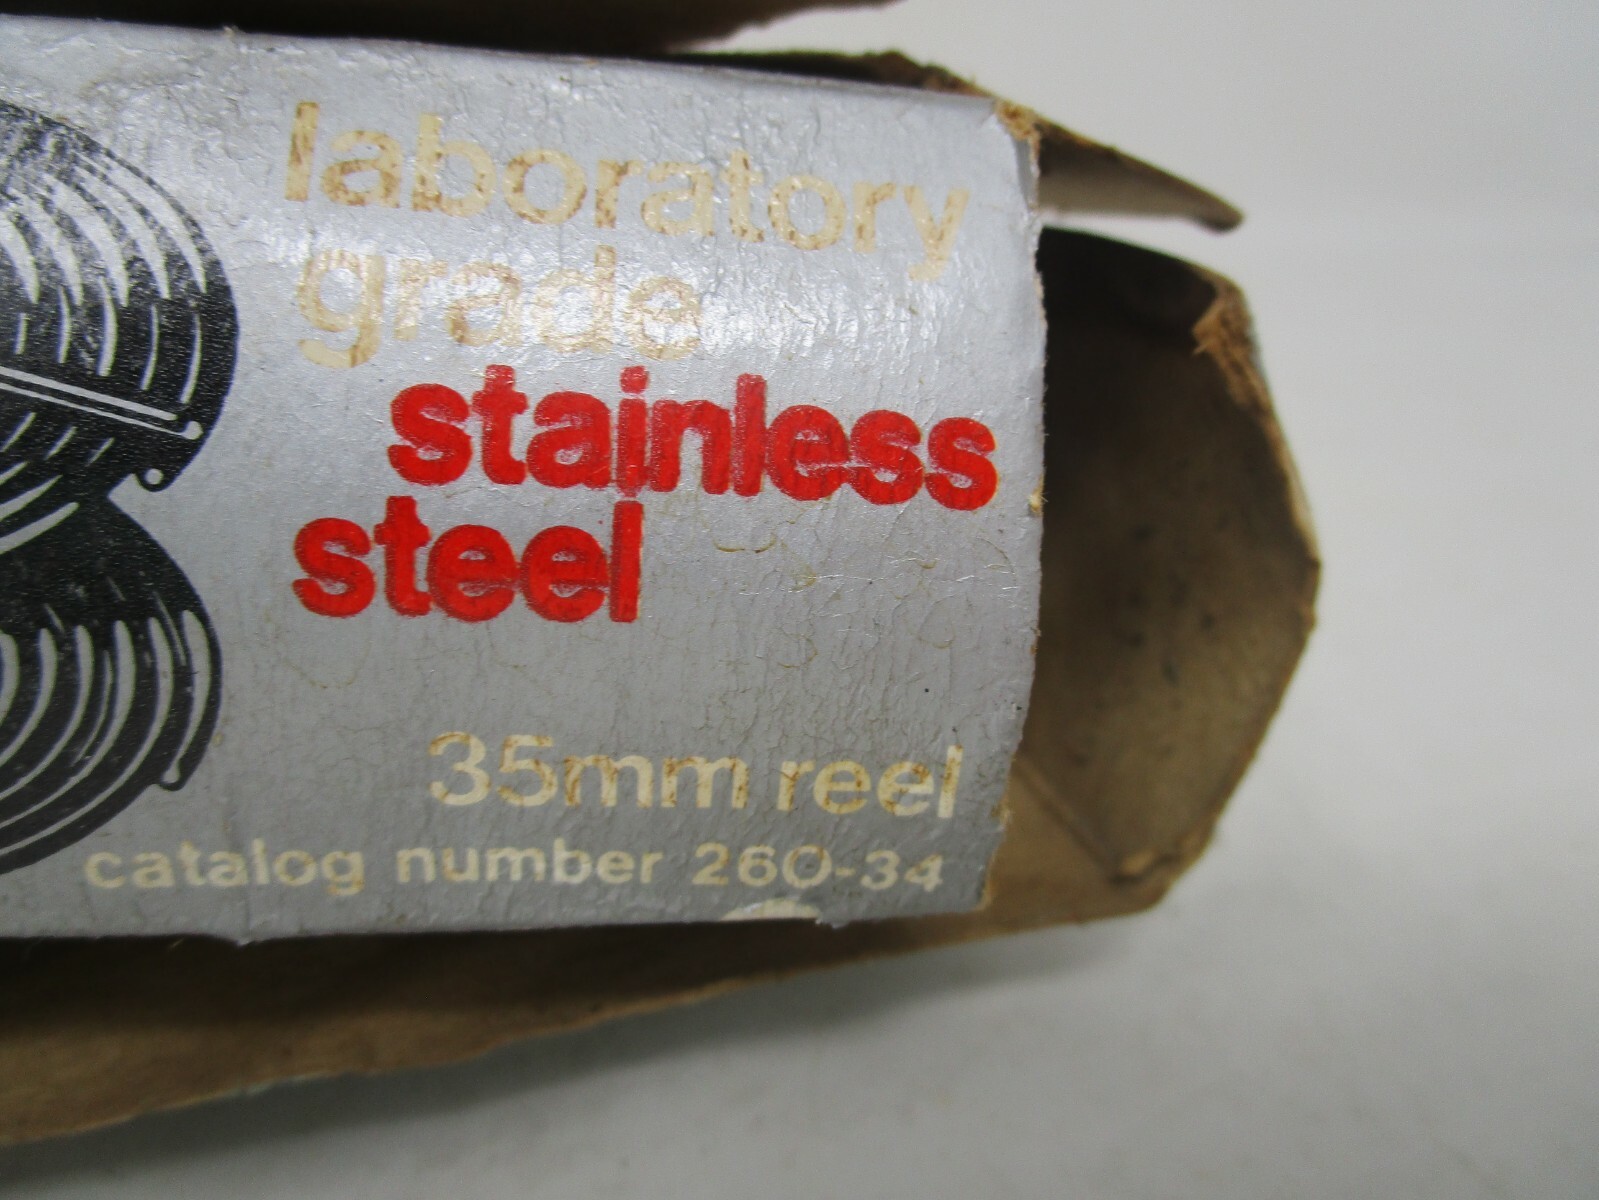 laboratory
grade
stainless
steel
35mm reel
catalog number 260-34